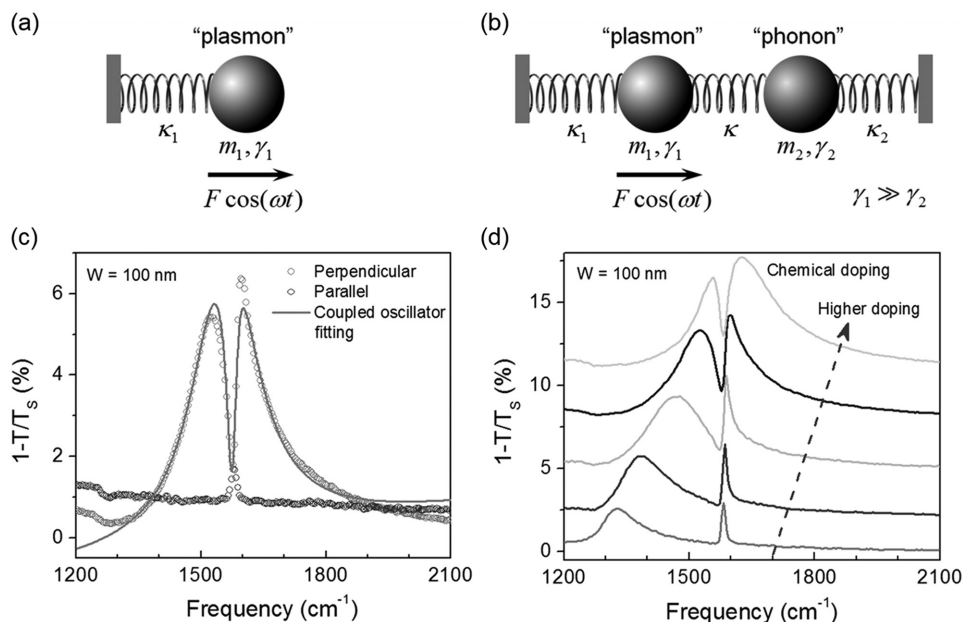 (a)
"plasmon"
κ₁
m₁, γ₁
F cos(ωt)
(b)
"plasmon" "phonon"
κ₁ κ κ₂
m₁, γ₁ m₂, γ₂
F cos(ωt) γ₁ ≫ γ₂
(c)
W = 100 nm
Perpendicular
Parallel
Coupled oscillator
fitting
1-T/Tₛ (%)
6
4
2
0
1200 1500 1800 2100
Frequency (cm⁻¹)
(d)
W = 100 nm
Chemical doping
Higher doping
1-T/Tₛ (%)
15
10
5
0
1200 1500 1800 2100
Frequency (cm⁻¹)